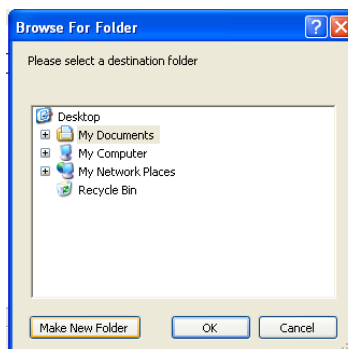 Browse For Folder
Please select a destination folder
Desktop
My Documents
My Computer
My Network Places
Recycle Bin
Make New Folder OK Cancel